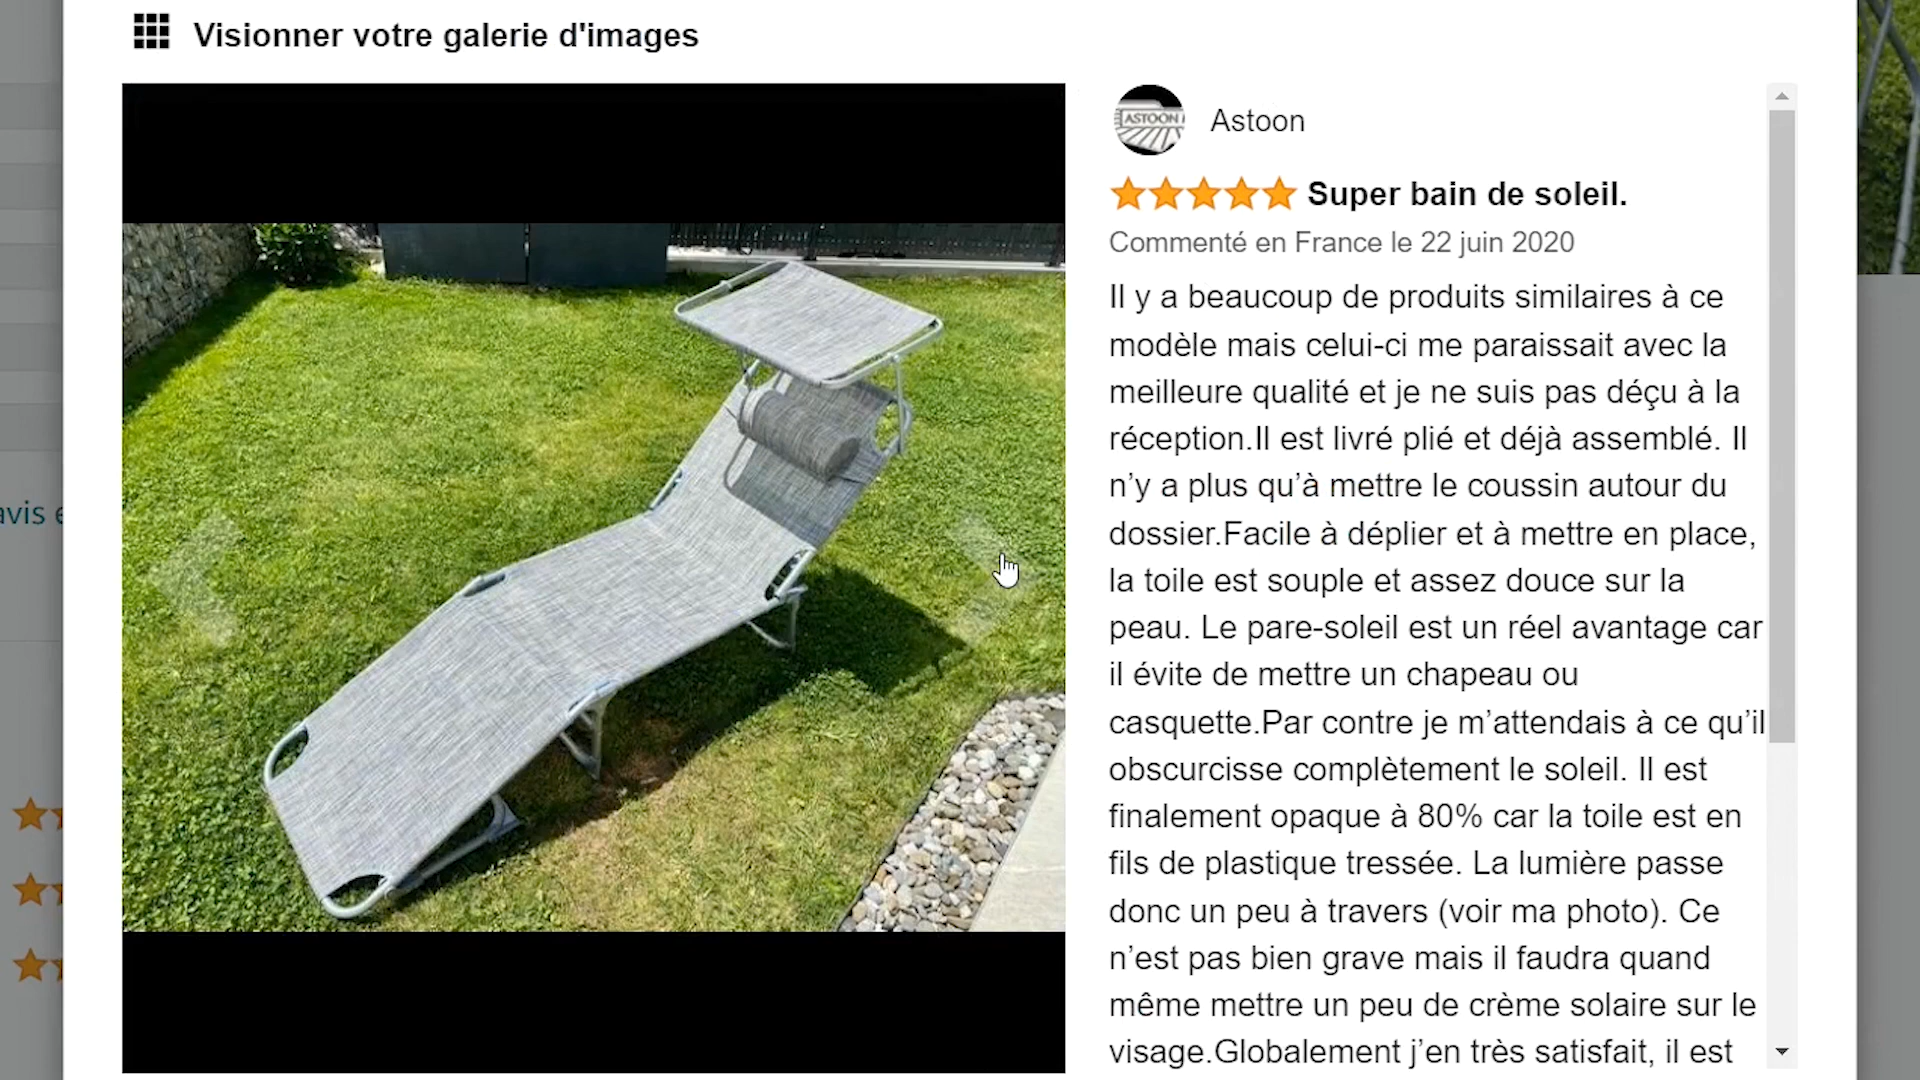 Visionner votre galerie d'images
ASTOON
Astoon
Super bain de soleil.
Commenté en France le 22 juin 2020
Il y a beaucoup de produits similaires à ce
modèle mais celui-ci me paraissait avec la
meilleure qualité et je ne suis pas déçu à la
réception.Il est livré plié et déjà assemblé. Il
n’y a plus qu’à mettre le coussin autour du
dossier.Facile à déplier et à mettre en place,
la toile est souple et assez douce sur la
peau. Le pare-soleil est un réel avantage car
il évite de mettre un chapeau ou
casquette.Par contre je m’attendais à ce qu’il
obscurcisse complètement le soleil. Il est
finalement opaque à 80% car la toile est en
fils de plastique tressée. La lumière passe
donc un peu à travers (voir ma photo). Ce
n’est pas bien grave mais il faudra quand
même mettre un peu de crème solaire sur le
visage.Globalement j’en très satisfait, il est
avis e